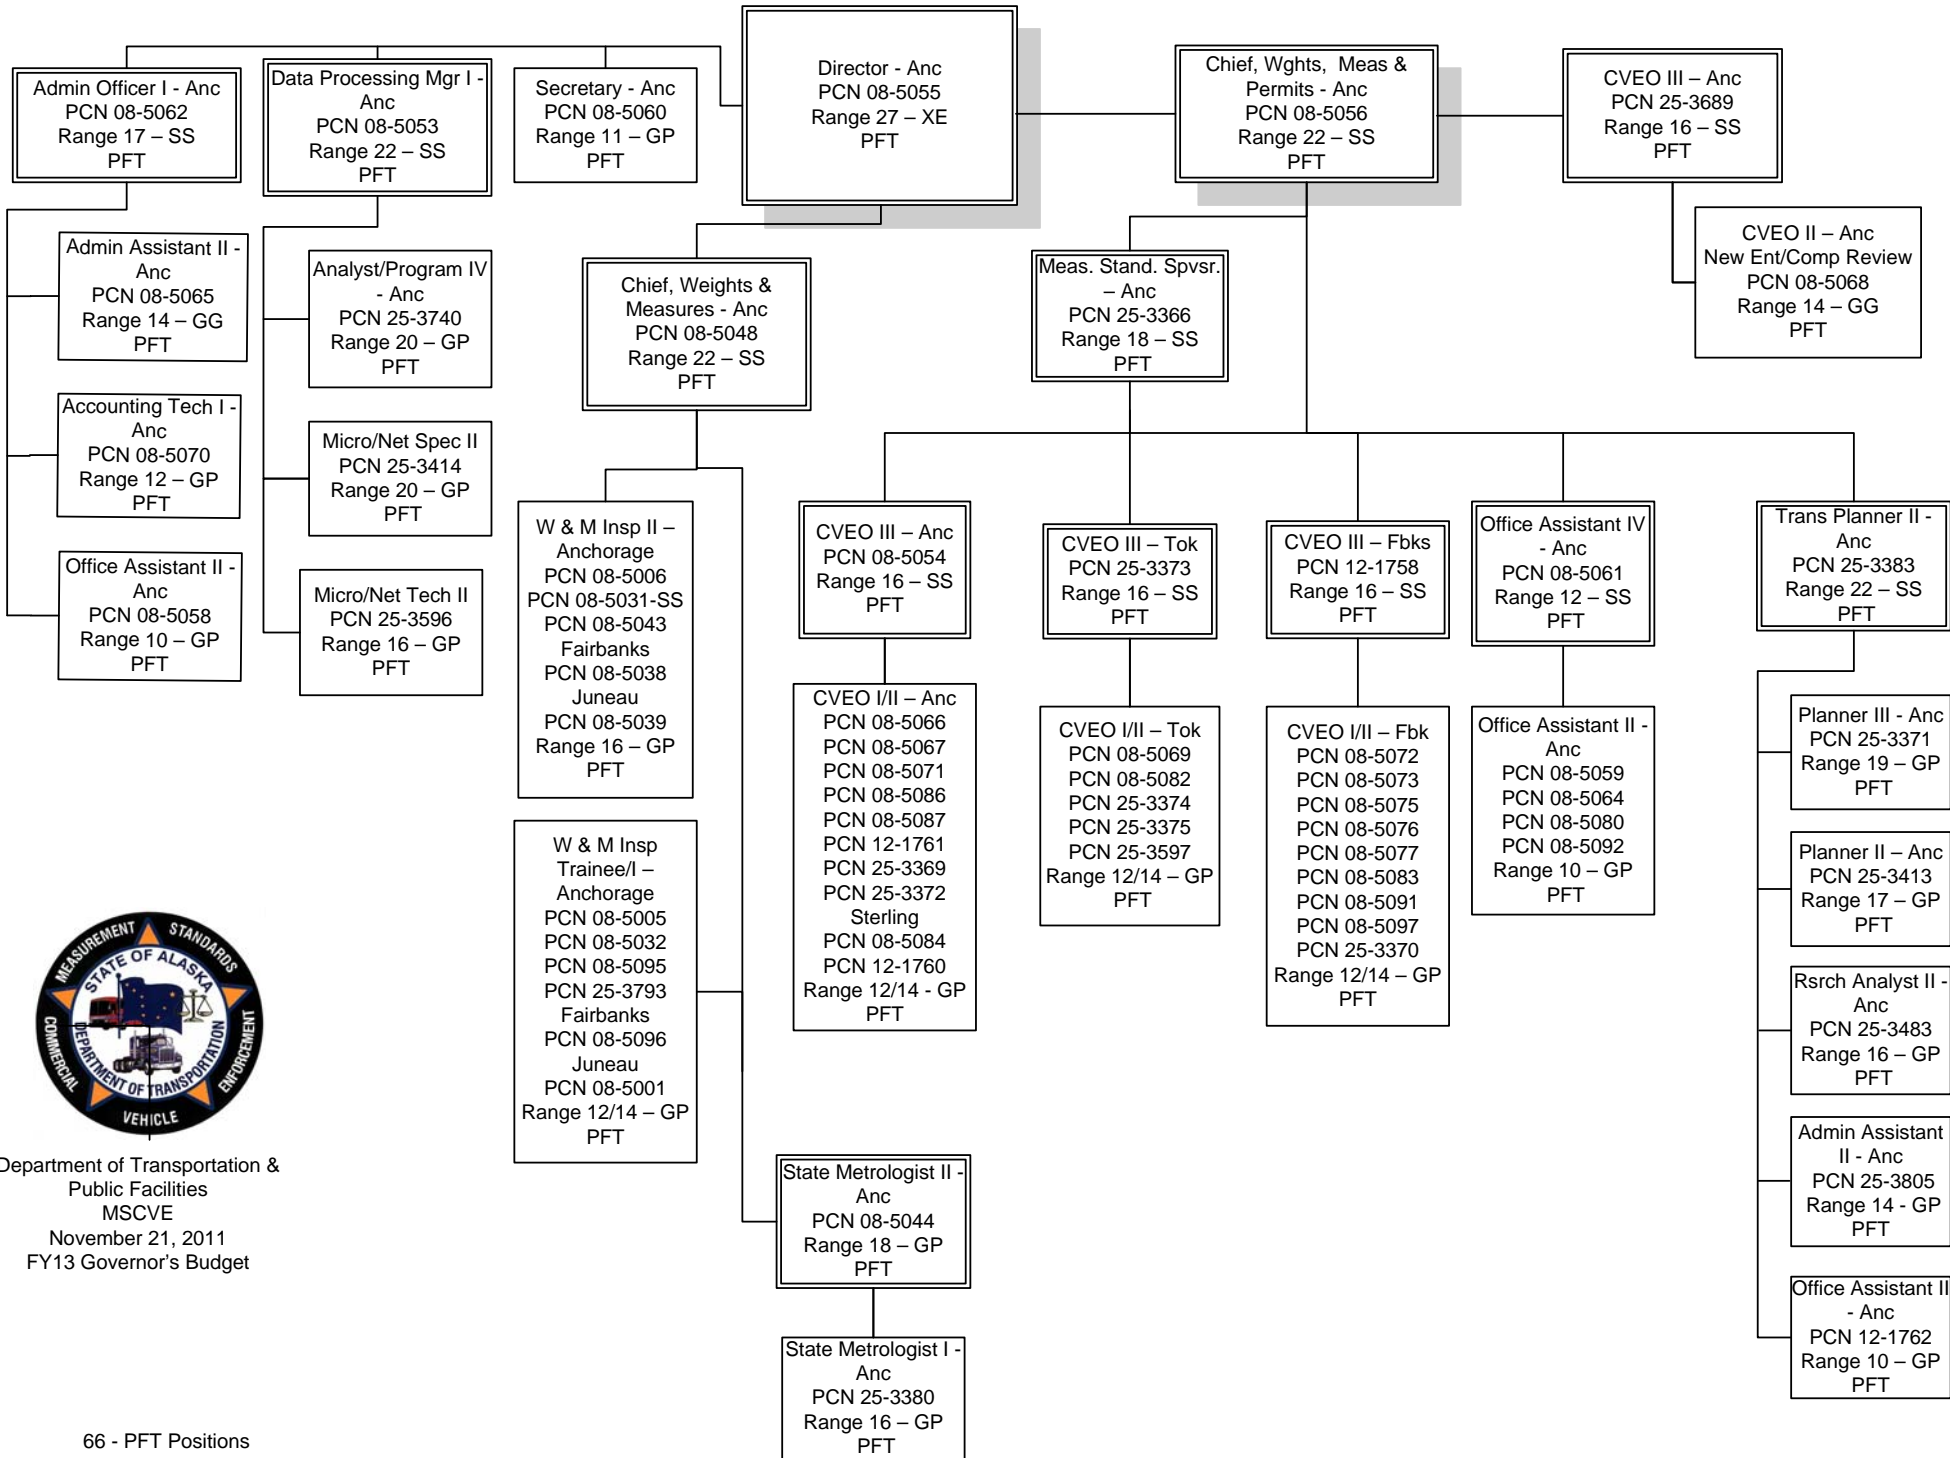 Director - Anc
PCN 08-5055
Range 27 – XE
PFT
Admin Officer I - Anc
PCN 08-5062
Range 17 – SS
PFT
Data Processing Mgr I -
Anc
PCN 08-5053
Range 22 – SS
PFT
Secretary - Anc
PCN 08-5060
Range 11 – GP
PFT
Chief, Wghts, Meas &
Permits - Anc
PCN 08-5056
Range 22 – SS
PFT
CVEO III – Anc
PCN 25-3689
Range 16 – SS
PFT
CVEO II – Anc
New Ent/Comp Review
PCN 08-5068
Range 14 – GG
PFT
Admin Assistant II -
Anc
PCN 08-5065
Range 14 – GG
PFT
Accounting Tech I -
Anc
PCN 08-5070
Range 12 – GP
PFT
Office Assistant II -
Anc
PCN 08-5058
Range 10 – GP
PFT
Analyst/Program IV
- Anc
PCN 25-3740
Range 20 – GP
PFT
Micro/Net Spec II
PCN 25-3414
Range 20 – GP
PFT
Micro/Net Tech II
PCN 25-3596
Range 16 – GP
PFT
Chief, Weights &
Measures - Anc
PCN 08-5048
Range 22 – SS
PFT
Meas. Stand. Spvsr.
– Anc
PCN 25-3366
Range 18 – SS
PFT
W & M Insp II –
Anchorage
PCN 08-5006
PCN 08-5031-SS
PCN 08-5043
Fairbanks
PCN 08-5038
Juneau
PCN 08-5039
Range 16 – GP
PFT
W & M Insp
Trainee/I –
Anchorage
PCN 08-5005
PCN 08-5032
PCN 08-5095
PCN 25-3793
Fairbanks
PCN 08-5096
Juneau
PCN 08-5001
Range 12/14 – GP
PFT
State Metrologist II -
Anc
PCN 08-5044
Range 18 – GP
PFT
State Metrologist I -
Anc
PCN 25-3380
Range 16 – GP
PFT
CVEO III – Anc
PCN 08-5054
Range 16 – SS
PFT
CVEO I/II – Anc
PCN 08-5066
PCN 08-5067
PCN 08-5071
PCN 08-5086
PCN 08-5087
PCN 12-1761
PCN 25-3369
PCN 25-3372
Sterling
PCN 08-5084
PCN 12-1760
Range 12/14 - GP
PFT
CVEO III – Tok
PCN 25-3373
Range 16 – SS
PFT
CVEO I/II – Tok
PCN 08-5069
PCN 08-5082
PCN 25-3374
PCN 25-3375
PCN 25-3597
Range 12/14 – GP
PFT
CVEO III – Fbks
PCN 12-1758
Range 16 – SS
PFT
CVEO I/II – Fbk
PCN 08-5072
PCN 08-5073
PCN 08-5075
PCN 08-5076
PCN 08-5077
PCN 08-5083
PCN 08-5091
PCN 08-5097
PCN 25-3370
Range 12/14 – GP
PFT
Office Assistant IV
- Anc
PCN 08-5061
Range 12 – SS
PFT
Office Assistant II -
Anc
PCN 08-5059
PCN 08-5064
PCN 08-5080
PCN 08-5092
Range 10 – GP
PFT
Trans Planner II -
Anc
PCN 25-3383
Range 22 – SS
PFT
Planner III - Anc
PCN 25-3371
Range 19 – GP
PFT
Planner II – Anc
PCN 25-3413
Range 17 – GP
PFT
Rsrch Analyst II -
Anc
PCN 25-3483
Range 16 – GP
PFT
Admin Assistant
II - Anc
PCN 25-3805
Range 14 - GP
PFT
Office Assistant II
- Anc
PCN 12-1762
Range 10 – GP
PFT
MEASUREMENT STANDARDS
COMMERCIAL VEHICLE ENFORCEMENT
STATE OF ALASKA
DEPARTMENT OF TRANSPORTATION
Department of Transportation &
Public Facilities
MSCVE
November 21, 2011
FY13 Governor's Budget
66 - PFT Positions